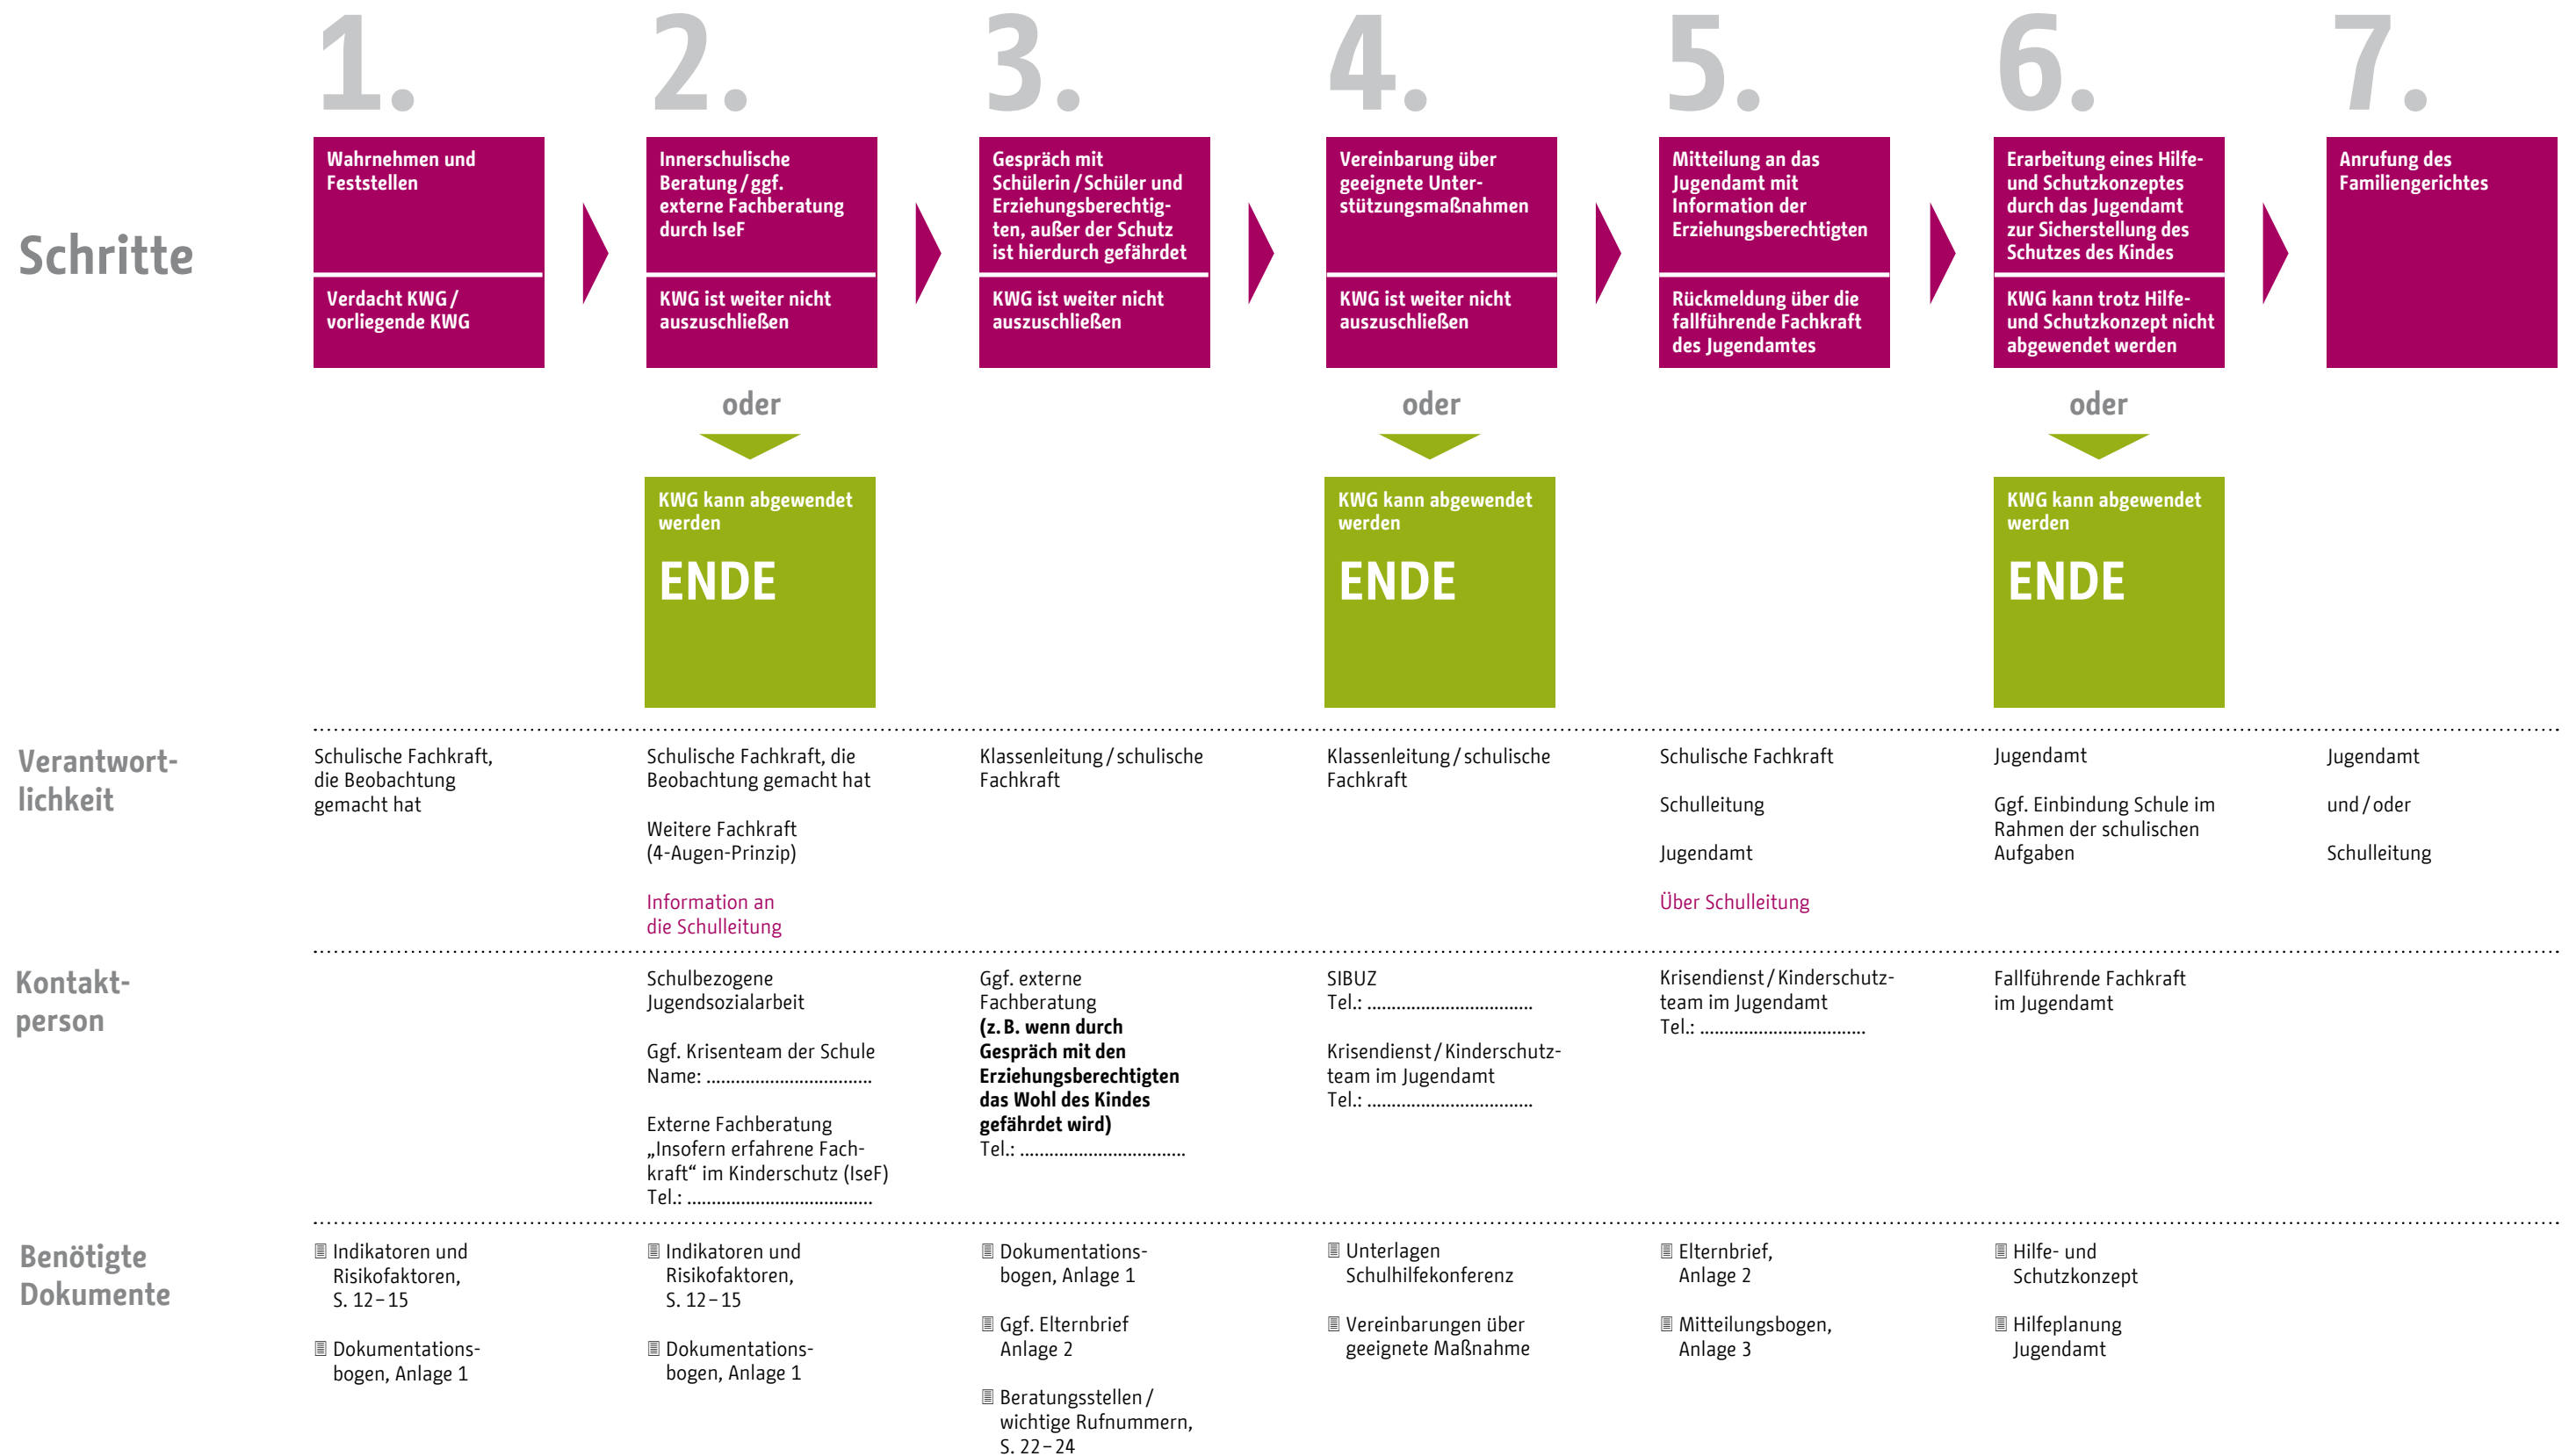 1.
2.
3.
4.
5.
6.
7.
Schritte
Wahrnehmen und
Feststellen
Verdacht KWG /
vorliegende KWG
Innerschulische
Beratung / ggf.
externe Fachberatung
durch IseF
KWG ist weiter nicht
auszuschließen
Gespräch mit
Schülerin / Schüler und
Erziehungsberechtig-
ten, außer der Schutz
ist hierdurch gefährdet
KWG ist weiter nicht
auszuschließen
Vereinbarung über
geeignete Unter-
stützungsmaßnahmen
KWG ist weiter nicht
auszuschließen
Mitteilung an das
Jugendamt mit
Information der
Erziehungsberechtigten
Rückmeldung über die
fallführende Fachkraft
des Jugendamtes
Erarbeitung eines Hilfe-
und Schutzkonzeptes
durch das Jugendamt
zur Sicherstellung des
Schutzes des Kindes
KWG kann trotz Hilfe-
und Schutzkonzept nicht
abgewendet werden
Anrufung des
Familiengerichtes
oder
oder
oder
KWG kann abgewendet
werden
ENDE
KWG kann abgewendet
werden
ENDE
KWG kann abgewendet
werden
ENDE
Verantwort-
lichkeit
Schulische Fachkraft,
die Beobachtung
gemacht hat
Schulische Fachkraft, die
Beobachtung gemacht hat
Weitere Fachkraft
(4-Augen-Prinzip)
Information an
die Schulleitung
Klassenleitung / schulische
Fachkraft
Klassenleitung / schulische
Fachkraft
Schulische Fachkraft
Schulleitung
Jugendamt
Über Schulleitung
Jugendamt
Ggf. Einbindung Schule im
Rahmen der schulischen
Aufgaben
Jugendamt
und / oder
Schulleitung
Kontakt-
person
Schulbezogene
Jugendsozialarbeit
Ggf. Krisenteam der Schule
Name: ..................................
Externe Fachberatung
„Insofern erfahrene Fach-
kraft“ im Kinderschutz (IseF)
Tel.: ......................................
Ggf. externe
Fachberatung
(z. B. wenn durch
Gespräch mit den
Erziehungsberechtigten
das Wohl des Kindes
gefährdet wird)
Tel.: ..................................
SIBUZ
Tel.: ..................................
Krisendienst / Kinderschutz-
team im Jugendamt
Tel.: ..................................
Krisendienst / Kinderschutz-
team im Jugendamt
Tel.: ..................................
Fallführende Fachkraft
im Jugendamt
Benötigte
Dokumente
Indikatoren und
Risikofaktoren,
S. 12 – 15
Dokumentations-
bogen, Anlage 1
Indikatoren und
Risikofaktoren,
S. 12 – 15
Dokumentations-
bogen, Anlage 1
Dokumentations-
bogen, Anlage 1
Ggf. Elternbrief
Anlage 2
Beratungsstellen /
wichtige Rufnummern,
S. 22 – 24
Unterlagen
Schulhilfekonferenz
Vereinbarungen über
geeignete Maßnahme
Elternbrief,
Anlage 2
Mitteilungsbogen,
Anlage 3
Hilfe- und
Schutzkonzept
Hilfeplanung
Jugendamt